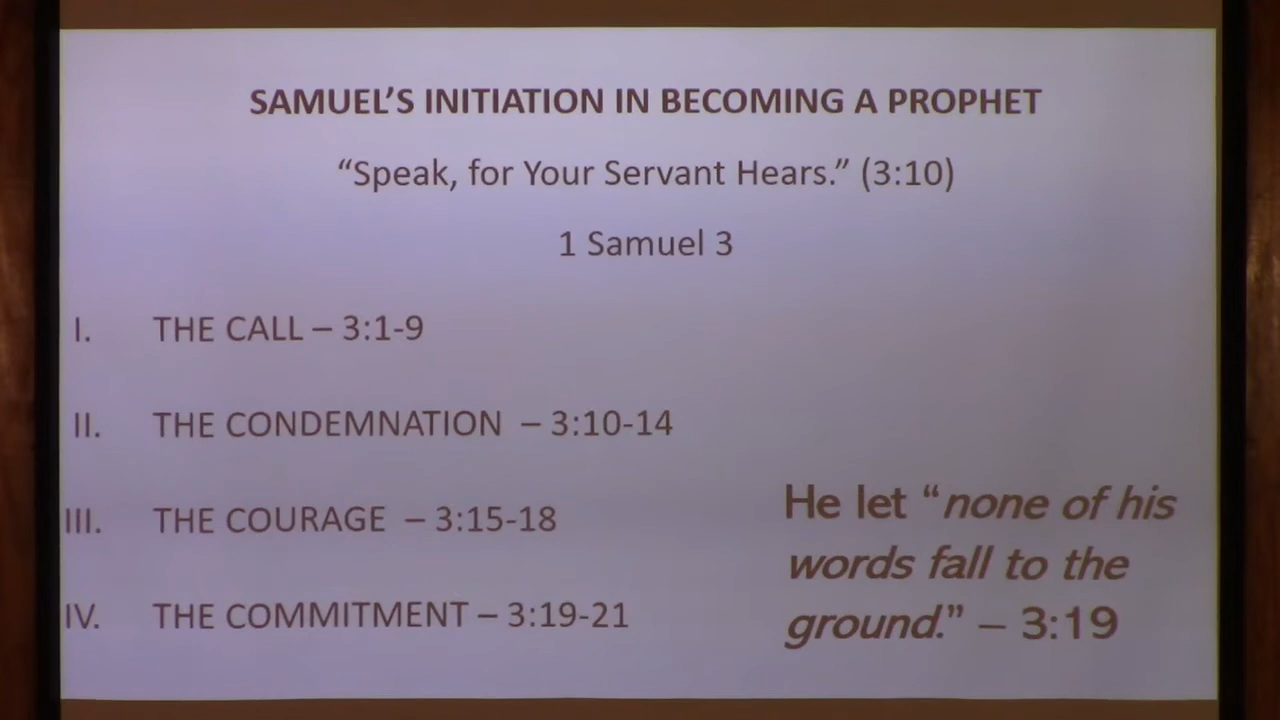 SAMUEL’S INITIATION IN BECOMING A PROPHET
“Speak, for Your Servant Hears.” (3:10)
1 Samuel 3
I. THE CALL – 3:1-9
II. THE CONDEMNATION – 3:10-14
III. THE COURAGE – 3:15-18
IV. THE COMMITMENT – 3:19-21
He let “none of his
words fall to the
ground.” – 3:19